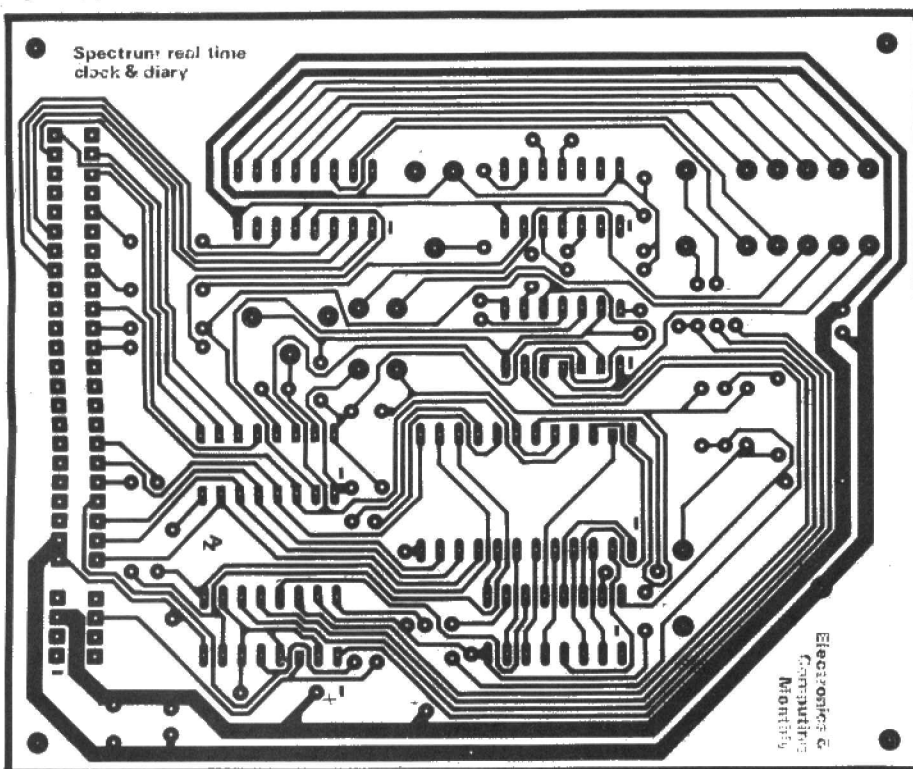 Spectrum real time
clock & diary
Electronics &
Computing
Monthly